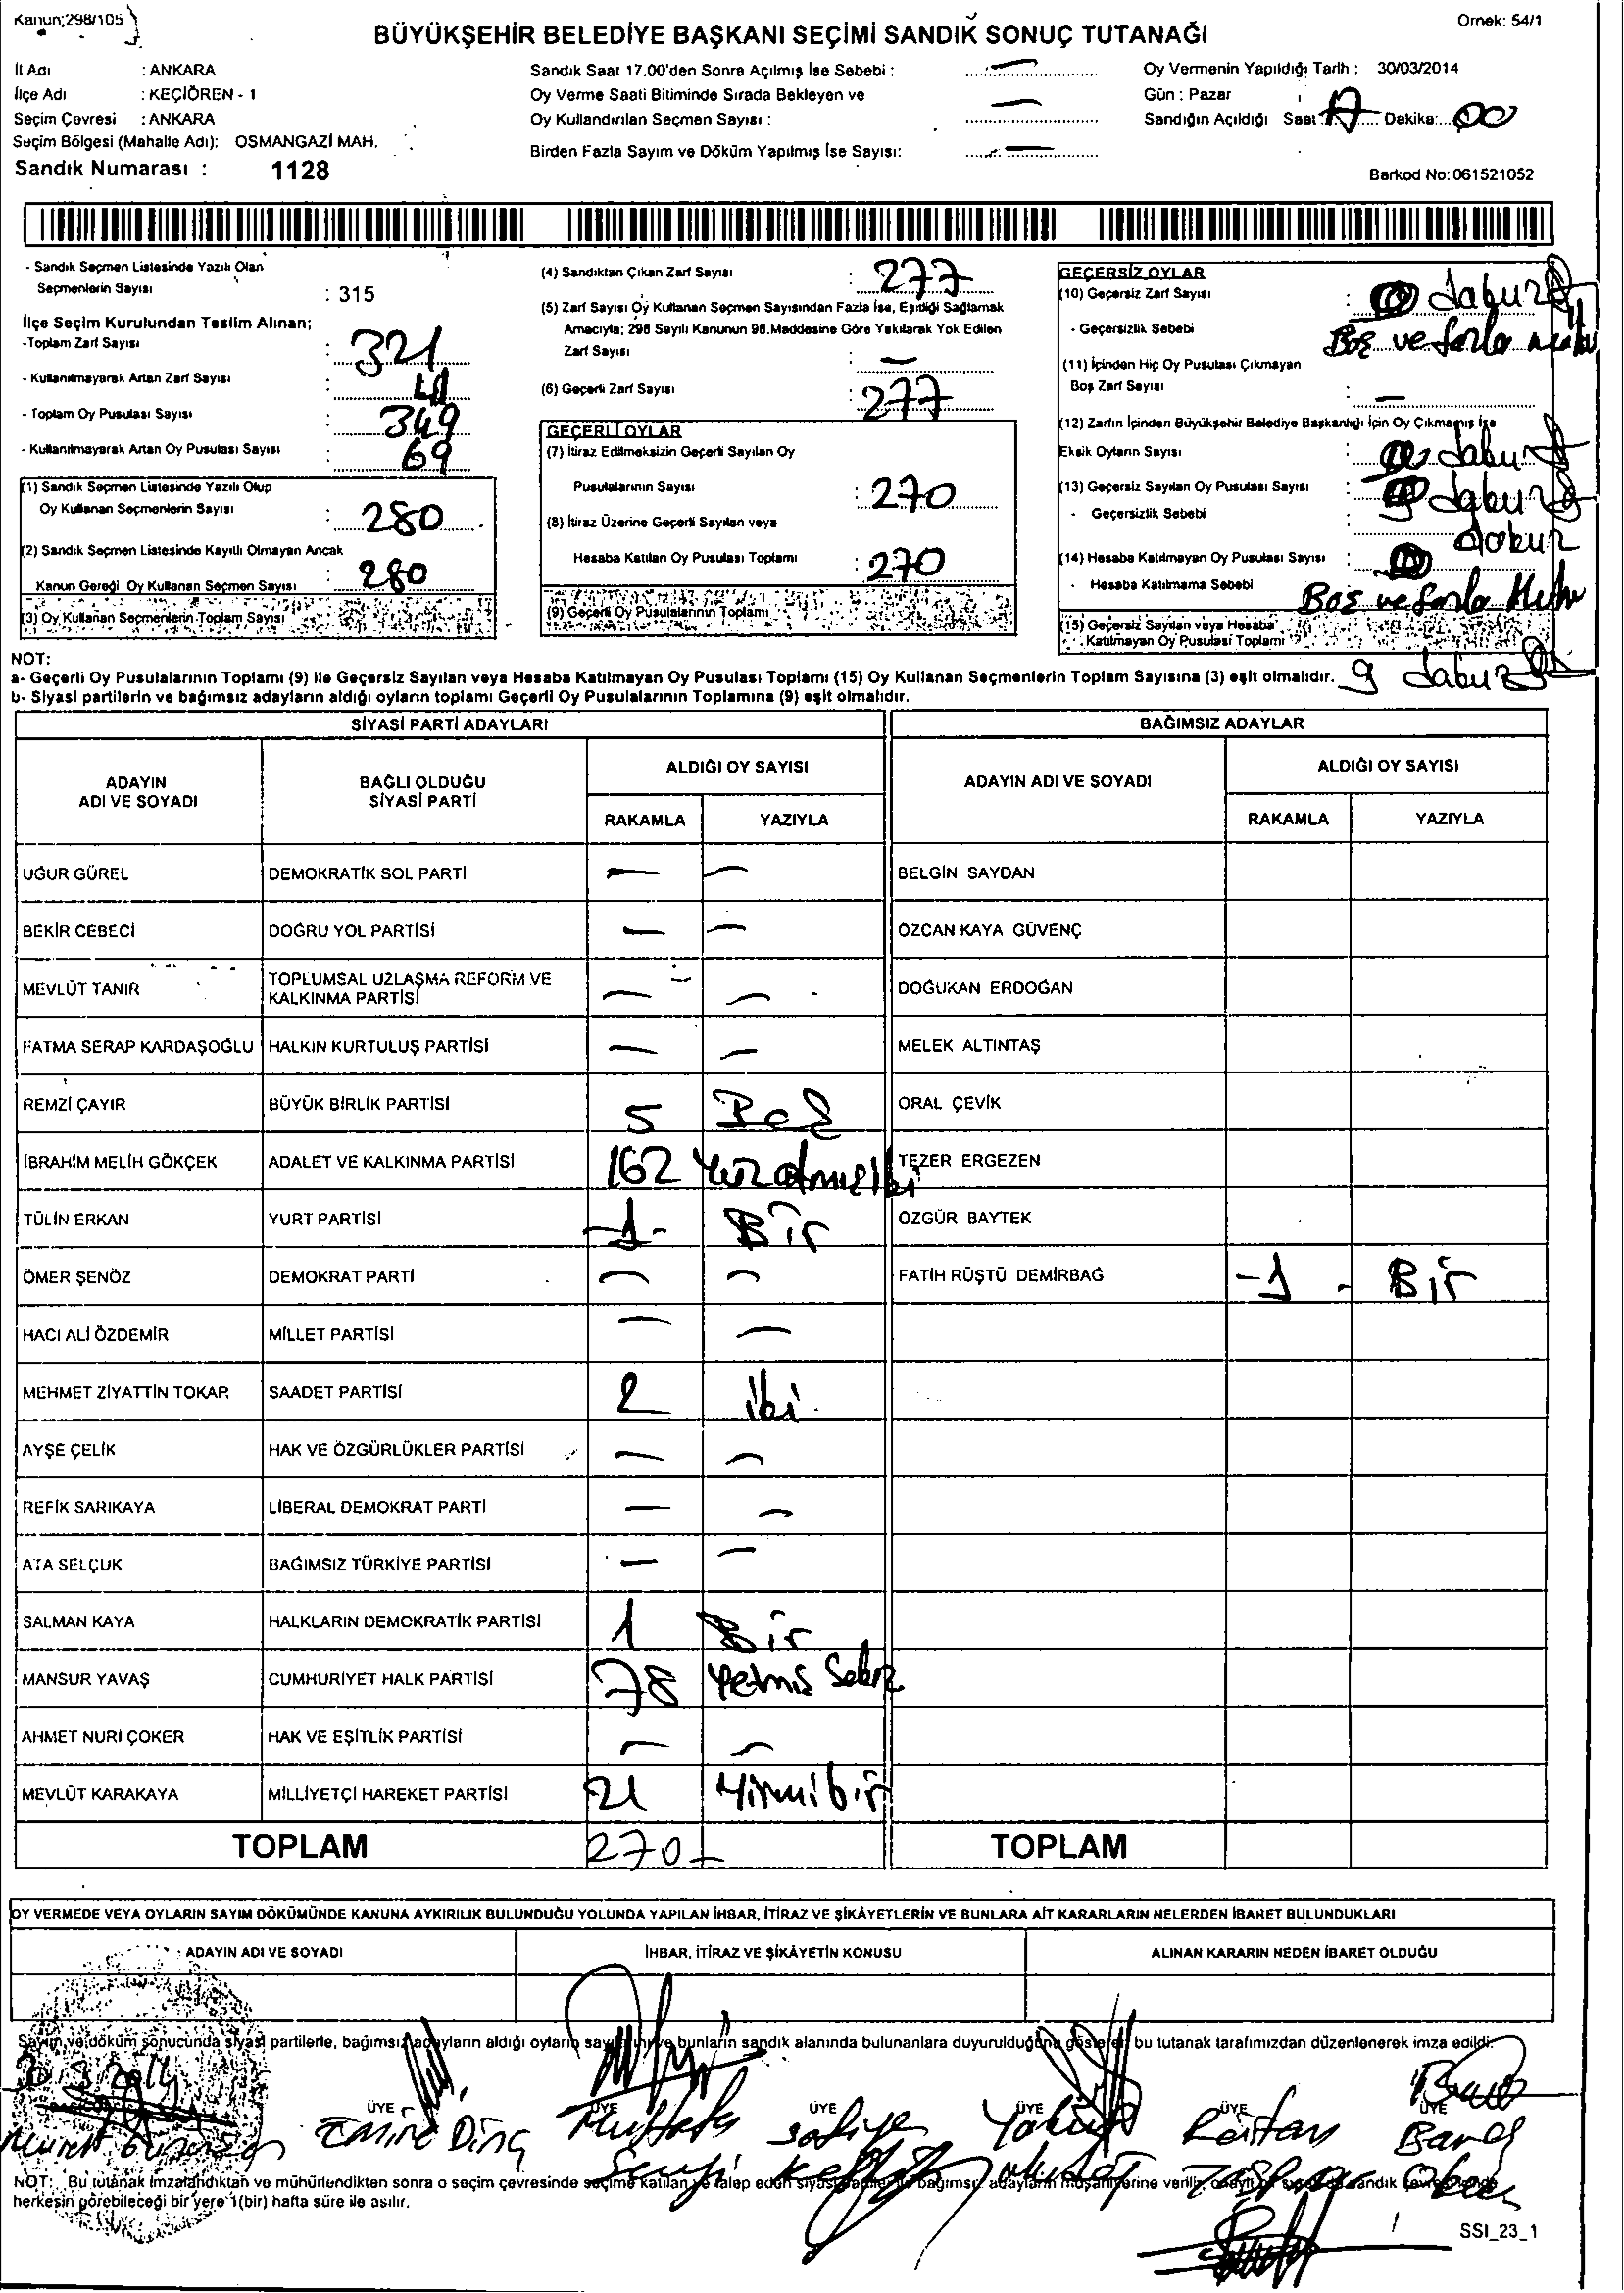 Kanun;298/105
Örnek: 54/1
BÜYÜKŞEHİR BELEDİYE BAŞKANI SEÇİMİ SANDIK SONUÇ TUTANAĞI
İl Adı : ANKARA
İlçe Adı : KEÇİÖREN - 1
Seçim Çevresi : ANKARA
Seçim Bölgesi (Mahalle Adı): OSMANGAZİ MAH.
Sandık Numarası : 1128
Sandık Saat 17.00'den Sonra Açılmış İse Sebebi : —
Oy Verme Saati Bitiminde Sırada Bekleyen ve
Oy Kullandırılan Seçmen Sayısı : —
Birden Fazla Sayım ve Döküm Yapılmış İse Sayısı: —
Oy Vermenin Yapıldığı Tarih : 30/03/2014
Gün : Pazar
Sandığın Açıldığı Saat: 17 Dakika: 00
Barkod No:061521052
- Sandık Seçmen Listesinde Yazılı Olan
Seçmenlerin Sayısı : 315
İlçe Seçim Kurulundan Teslim Alınan;
-Toplam Zarf Sayısı : 321
- Kullanılmayarak Artan Zarf Sayısı : 41
- Toplam Oy Pusulası Sayısı : 349
- Kullanılmayarak Artan Oy Pusulası Sayısı : 69
(1) Sandık Seçmen Listesinde Yazılı Olup
Oy Kullanan Seçmenlerin Sayısı : 280
(2) Sandık Seçmen Listesinde Kayıtlı Olmayan Ancak
Kanun Gereği Oy Kullanan Seçmen Sayısı : 280
(3) Oy Kullanan Seçmenlerin Toplam Sayısı
(4) Sandıktan Çıkan Zarf Sayısı : 277
(5) Zarf Sayısı Oy Kullanan Seçmen Sayısından Fazla İse, Eşitliği Sağlamak
Amacıyla; 298 Sayılı Kanunun 98.Maddesine Göre Yakılarak Yok Edilen
Zarf Sayısı : —
(6) Geçerli Zarf Sayısı : 277
GEÇERLİ OYLAR
(7) İtiraz Edilmeksizin Geçerli Sayılan Oy
Pusulalarının Sayısı : 270
(8) İtiraz Üzerine Geçerli Sayılan veya
Hesaba Katılan Oy Pusulası Toplamı : 270
(9) Geçerli Oy Pusulalarının Toplamı
GEÇERSİZ OYLAR
(10) Geçersiz Zarf Sayısı : dokuz
- Geçersizlik Sebebi Boş ve fazla
(11) İçinden Hiç Oy Pusulası Çıkmayan
Boş Zarf Sayısı : —
(12) Zarfın İçinden Büyükşehir Belediye Başkanlığı İçin Oy Çıkmamış İse
Eksik Oyların Sayısı : dokuz
(13) Geçersiz Sayılan Oy Pusulası Sayısı : 9 dokuz
- Geçersizlik Sebebi
(14) Hesaba Katılmayan Oy Pusulası Sayısı : dokuz
- Hesaba Katılmama Sebebi Boş ve fazla
(15) Geçersiz Sayılan veya Hesaba
Katılmayan Oy Pusulası Toplamı
9 dokuz
NOT:
a- Geçerli Oy Pusulalarının Toplamı (9) ile Geçersiz Sayılan veya Hesaba Katılmayan Oy Pusulası Toplamı (15) Oy Kullanan Seçmenlerin Toplam Sayısına (3) eşit olmalıdır.
b- Siyasi partilerin ve bağımsız adayların aldığı oyların toplamı Geçerli Oy Pusulalarının Toplamına (9) eşit olmalıdır.
SİYASİ PARTİ ADAYLARI
ADAYIN ADI VE SOYADI
BAĞLI OLDUĞU SİYASİ PARTİ
ALDIĞI OY SAYISI
RAKAMLA YAZIYLA
UĞUR GÜREL DEMOKRATİK SOL PARTİ — —
BEKİR CEBECİ DOĞRU YOL PARTİSİ — —
MEVLÜT TANIR TOPLUMSAL UZLAŞMA REFORM VE KALKINMA PARTİSİ — —
FATMA SERAP KARDAŞOĞLU HALKIN KURTULUŞ PARTİSİ — —
REMZİ ÇAYIR BÜYÜK BİRLİK PARTİSİ 5 Beş
İBRAHİM MELİH GÖKÇEK ADALET VE KALKINMA PARTİSİ 162 Yüzatmışiki
TÜLİN ERKAN YURT PARTİSİ -1- Bir
ÖMER ŞENÖZ DEMOKRAT PARTİ — —
HACI ALİ ÖZDEMİR MİLLET PARTİSİ — —
MEHMET ZİYATTİN TOKAR SAADET PARTİSİ 2 iki
AYŞE ÇELİK HAK VE ÖZGÜRLÜKLER PARTİSİ — —
REFİK SARIKAYA LİBERAL DEMOKRAT PARTİ — —
ATA SELÇUK BAĞIMSIZ TÜRKİYE PARTİSİ — —
SALMAN KAYA HALKLARIN DEMOKRATİK PARTİSİ 1 Bir
MANSUR YAVAŞ CUMHURİYET HALK PARTİSİ 78 Yetmiş Sekiz
AHMET NURİ ÇOKER HAK VE EŞİTLİK PARTİSİ — —
MEVLÜT KARAKAYA MİLLİYETÇİ HAREKET PARTİSİ 21 Yirmibir
TOPLAM 270
BAĞIMSIZ ADAYLAR
ADAYIN ADI VE SOYADI
ALDIĞI OY SAYISI
RAKAMLA YAZIYLA
BELGİN SAYDAN
ÖZCAN KAYA GÜVENÇ
DOĞUKAN ERDOĞAN
MELEK ALTINTAŞ
ORAL ÇEVİK
TEZER ERGEZEN
ÖZGÜR BAYTEK
FATİH RÜŞTÜ DEMİRBAĞ -1- Bir
TOPLAM
OY VERMEDE VEYA OYLARIN SAYIM DÖKÜMÜNDE KANUNA AYKIRILIK BULUNDUĞU YOLUNDA YAPILAN İHBAR, İTİRAZ VE ŞİKÂYETLERİN VE BUNLARA AİT KARARLARIN NELERDEN İBARET BULUNDUKLARI
ADAYIN ADI VE SOYADI
İHBAR, İTİRAZ VE ŞİKÂYETİN KONUSU
ALINAN KARARIN NEDEN İBARET OLDUĞU
Sayım ve döküm sonucunda siyasi partilerle, bağımsız adayların aldığı oyların sayılarını ve bunların sandık alanında bulunanlara duyurulduğunu gösteren bu tutanak tarafımızdan düzenlenerek imza edildi.
30/3/2014
ÜYE ÜYE ÜYE ÜYE ÜYE ÜYE
Emine Dinç Mustafa Safiye Yakup
NOT: Bu tutanak imzalandıktan ve mühürlendikten sonra o seçim çevresinde seçime katılan ve talep eden siyasi bağımsız adayların müşahitlerine verilir, onaylı bir sandık çevresinde
herkesin görebileceği bir yere 1(bir) hafta süre ile asılır.
SSI_23_1